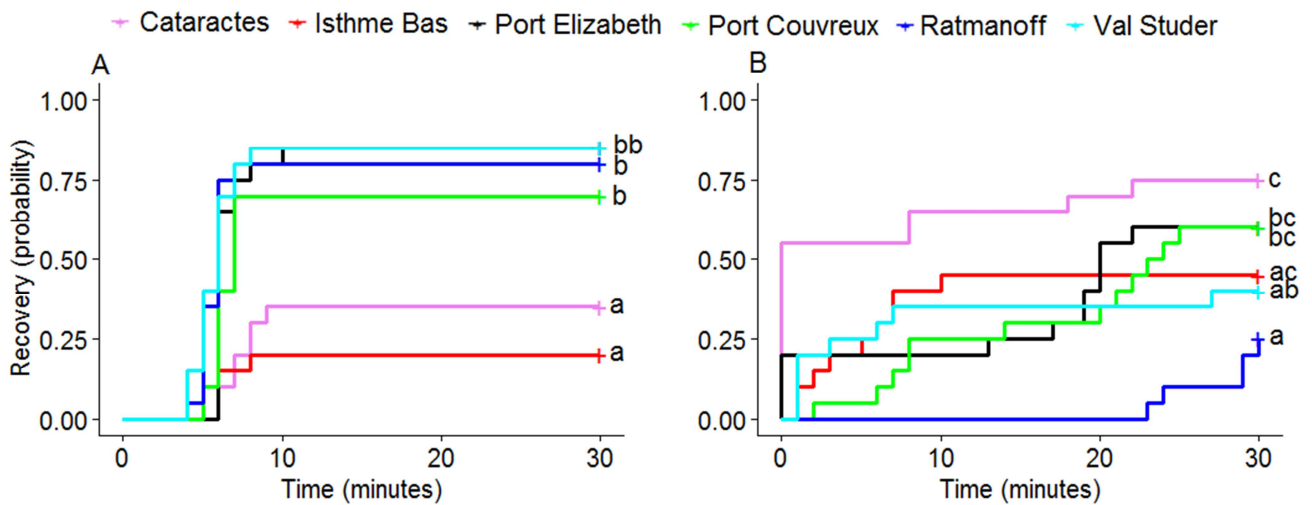 Cataractes Isthme Bas Port Elizabeth Port Couvreux Ratmanoff Val Studer
A
Recovery (probability)
1.00
0.75
0.50
0.25
0.00
bb
b
b
a
a
0 10 20 30
Time (minutes)
B
1.00
0.75
0.50
0.25
0.00
c
bc
bc
ac
ab
a
0 10 20 30
Time (minutes)